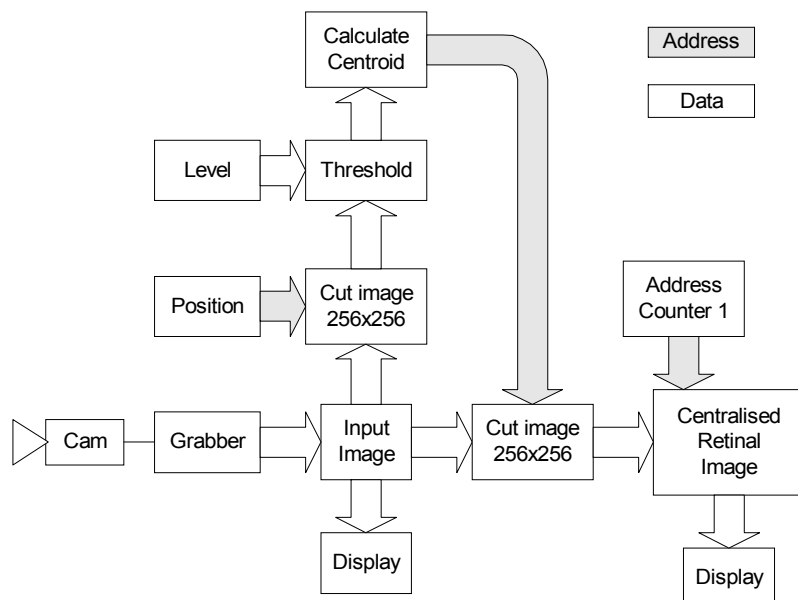 Calculate
Centroid
Address
Data
Level
Threshold
Position
Cut image
256x256
Address
Counter 1
Cam
Grabber
Input
Image
Cut image
256x256
Centralised
Retinal
Image
Display
Display